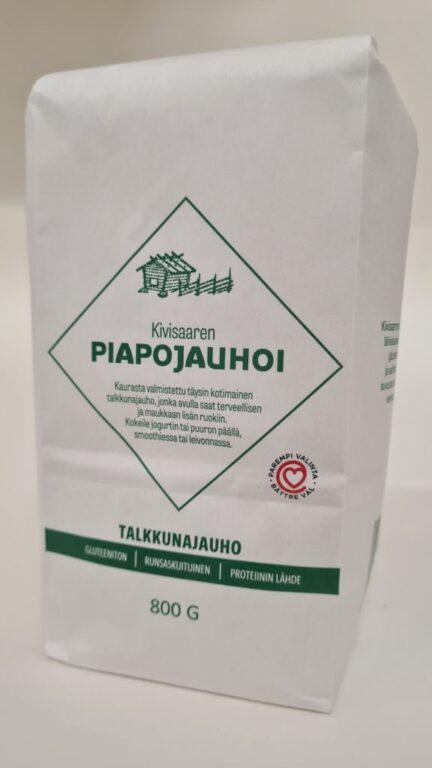 Kivisaaren
PIAPOJAUHOI
Kaurasta valmistettu täysin kotimainen
talkkunajauho, jonka avulla saat terveellisen
ja maukkaan lisän ruokiin.
Kokeile jogurtin tai puuron päällä,
smoothiessa tai leivonnassa.
PAREMPI VALINTA
BÄTTRE VAL
TALKKUNAJAUHO
GLUTEENITON | RUNSASKUITUINEN | PROTEIININ LÄHDE
800 G